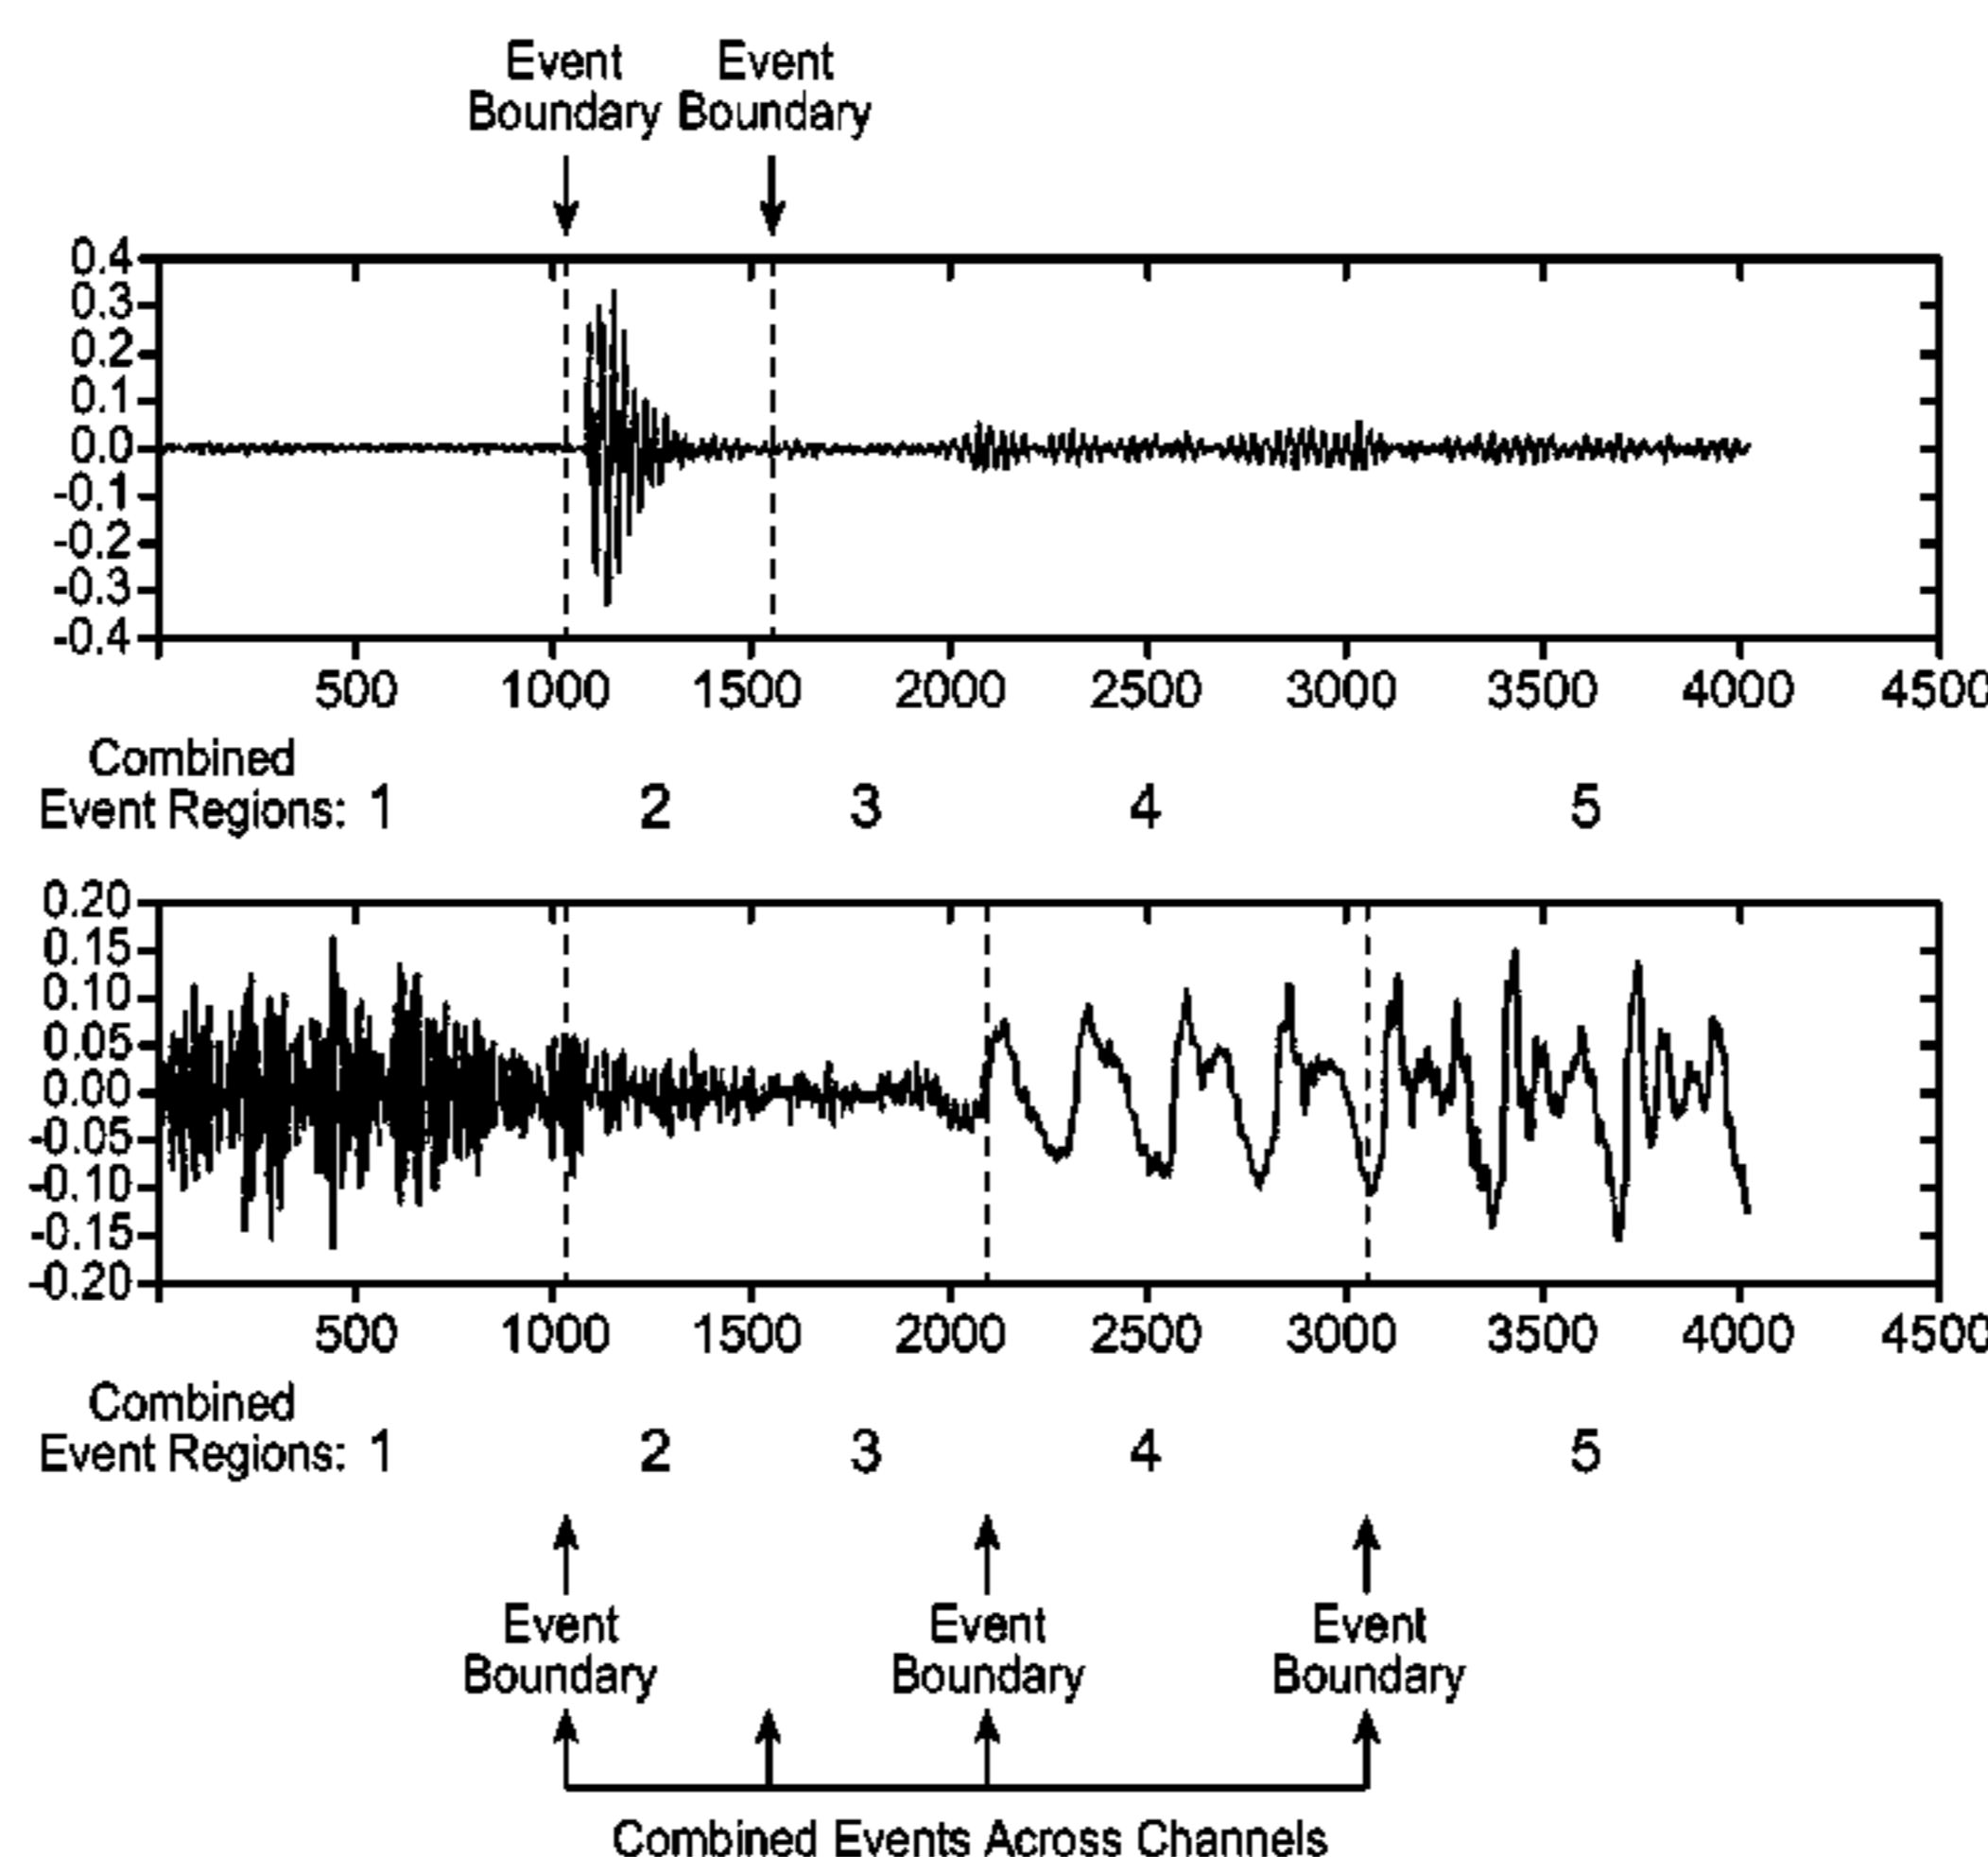 Event Event
Boundary Boundary
0.4
0.3
0.2
0.1
0.0
-0.1
-0.2
-0.3
-0.4
500 1000 1500 2000 2500 3000 3500 4000 4500
Combined
Event Regions: 1 2 3 4 5
0.20
0.15
0.10
0.05
0.00
-0.05
-0.10
-0.15
-0.20
500 1000 1500 2000 2500 3000 3500 4000 4500
Combined
Event Regions: 1 2 3 4 5
Event Event Event
Boundary Boundary Boundary
Combined Events Across Channels